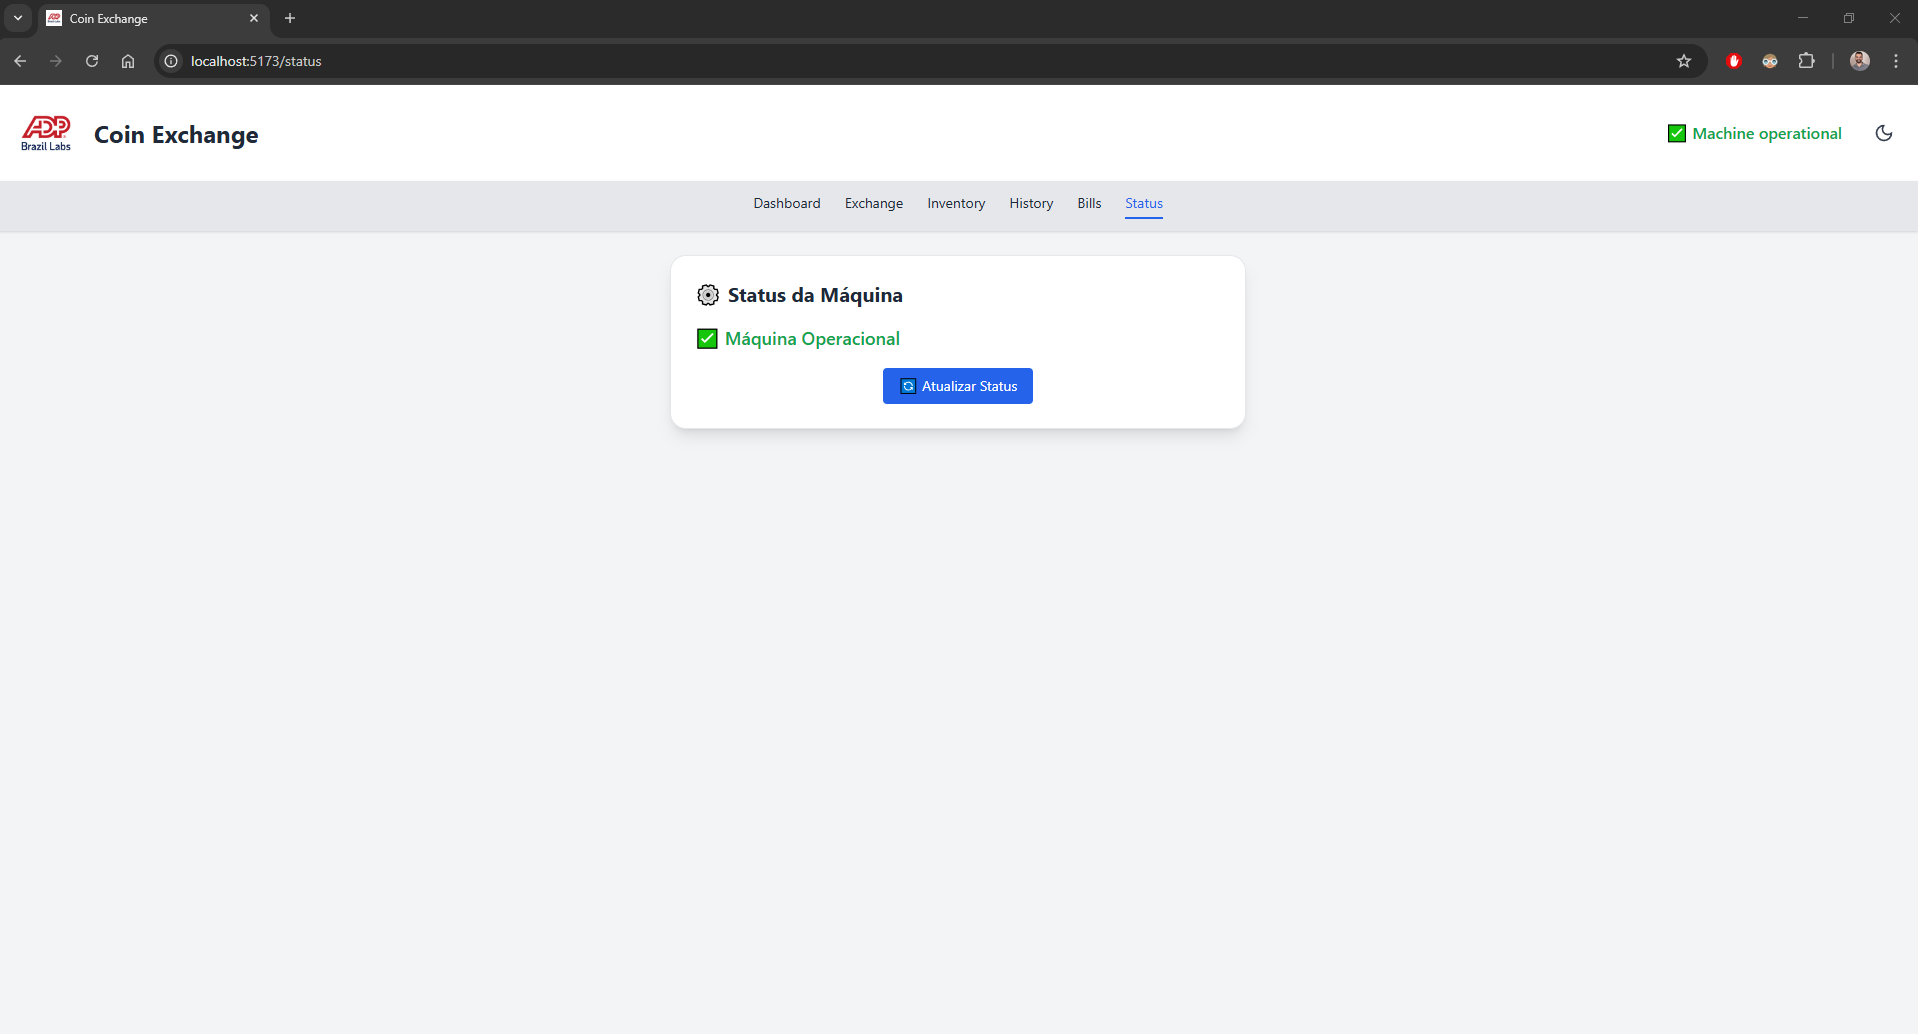 Coin Exchange
localhost:5173/status
ADP
Brazil Labs
Coin Exchange
Machine operational
Dashboard Exchange Inventory History Bills Status
Status da Máquina
Máquina Operacional
Atualizar Status